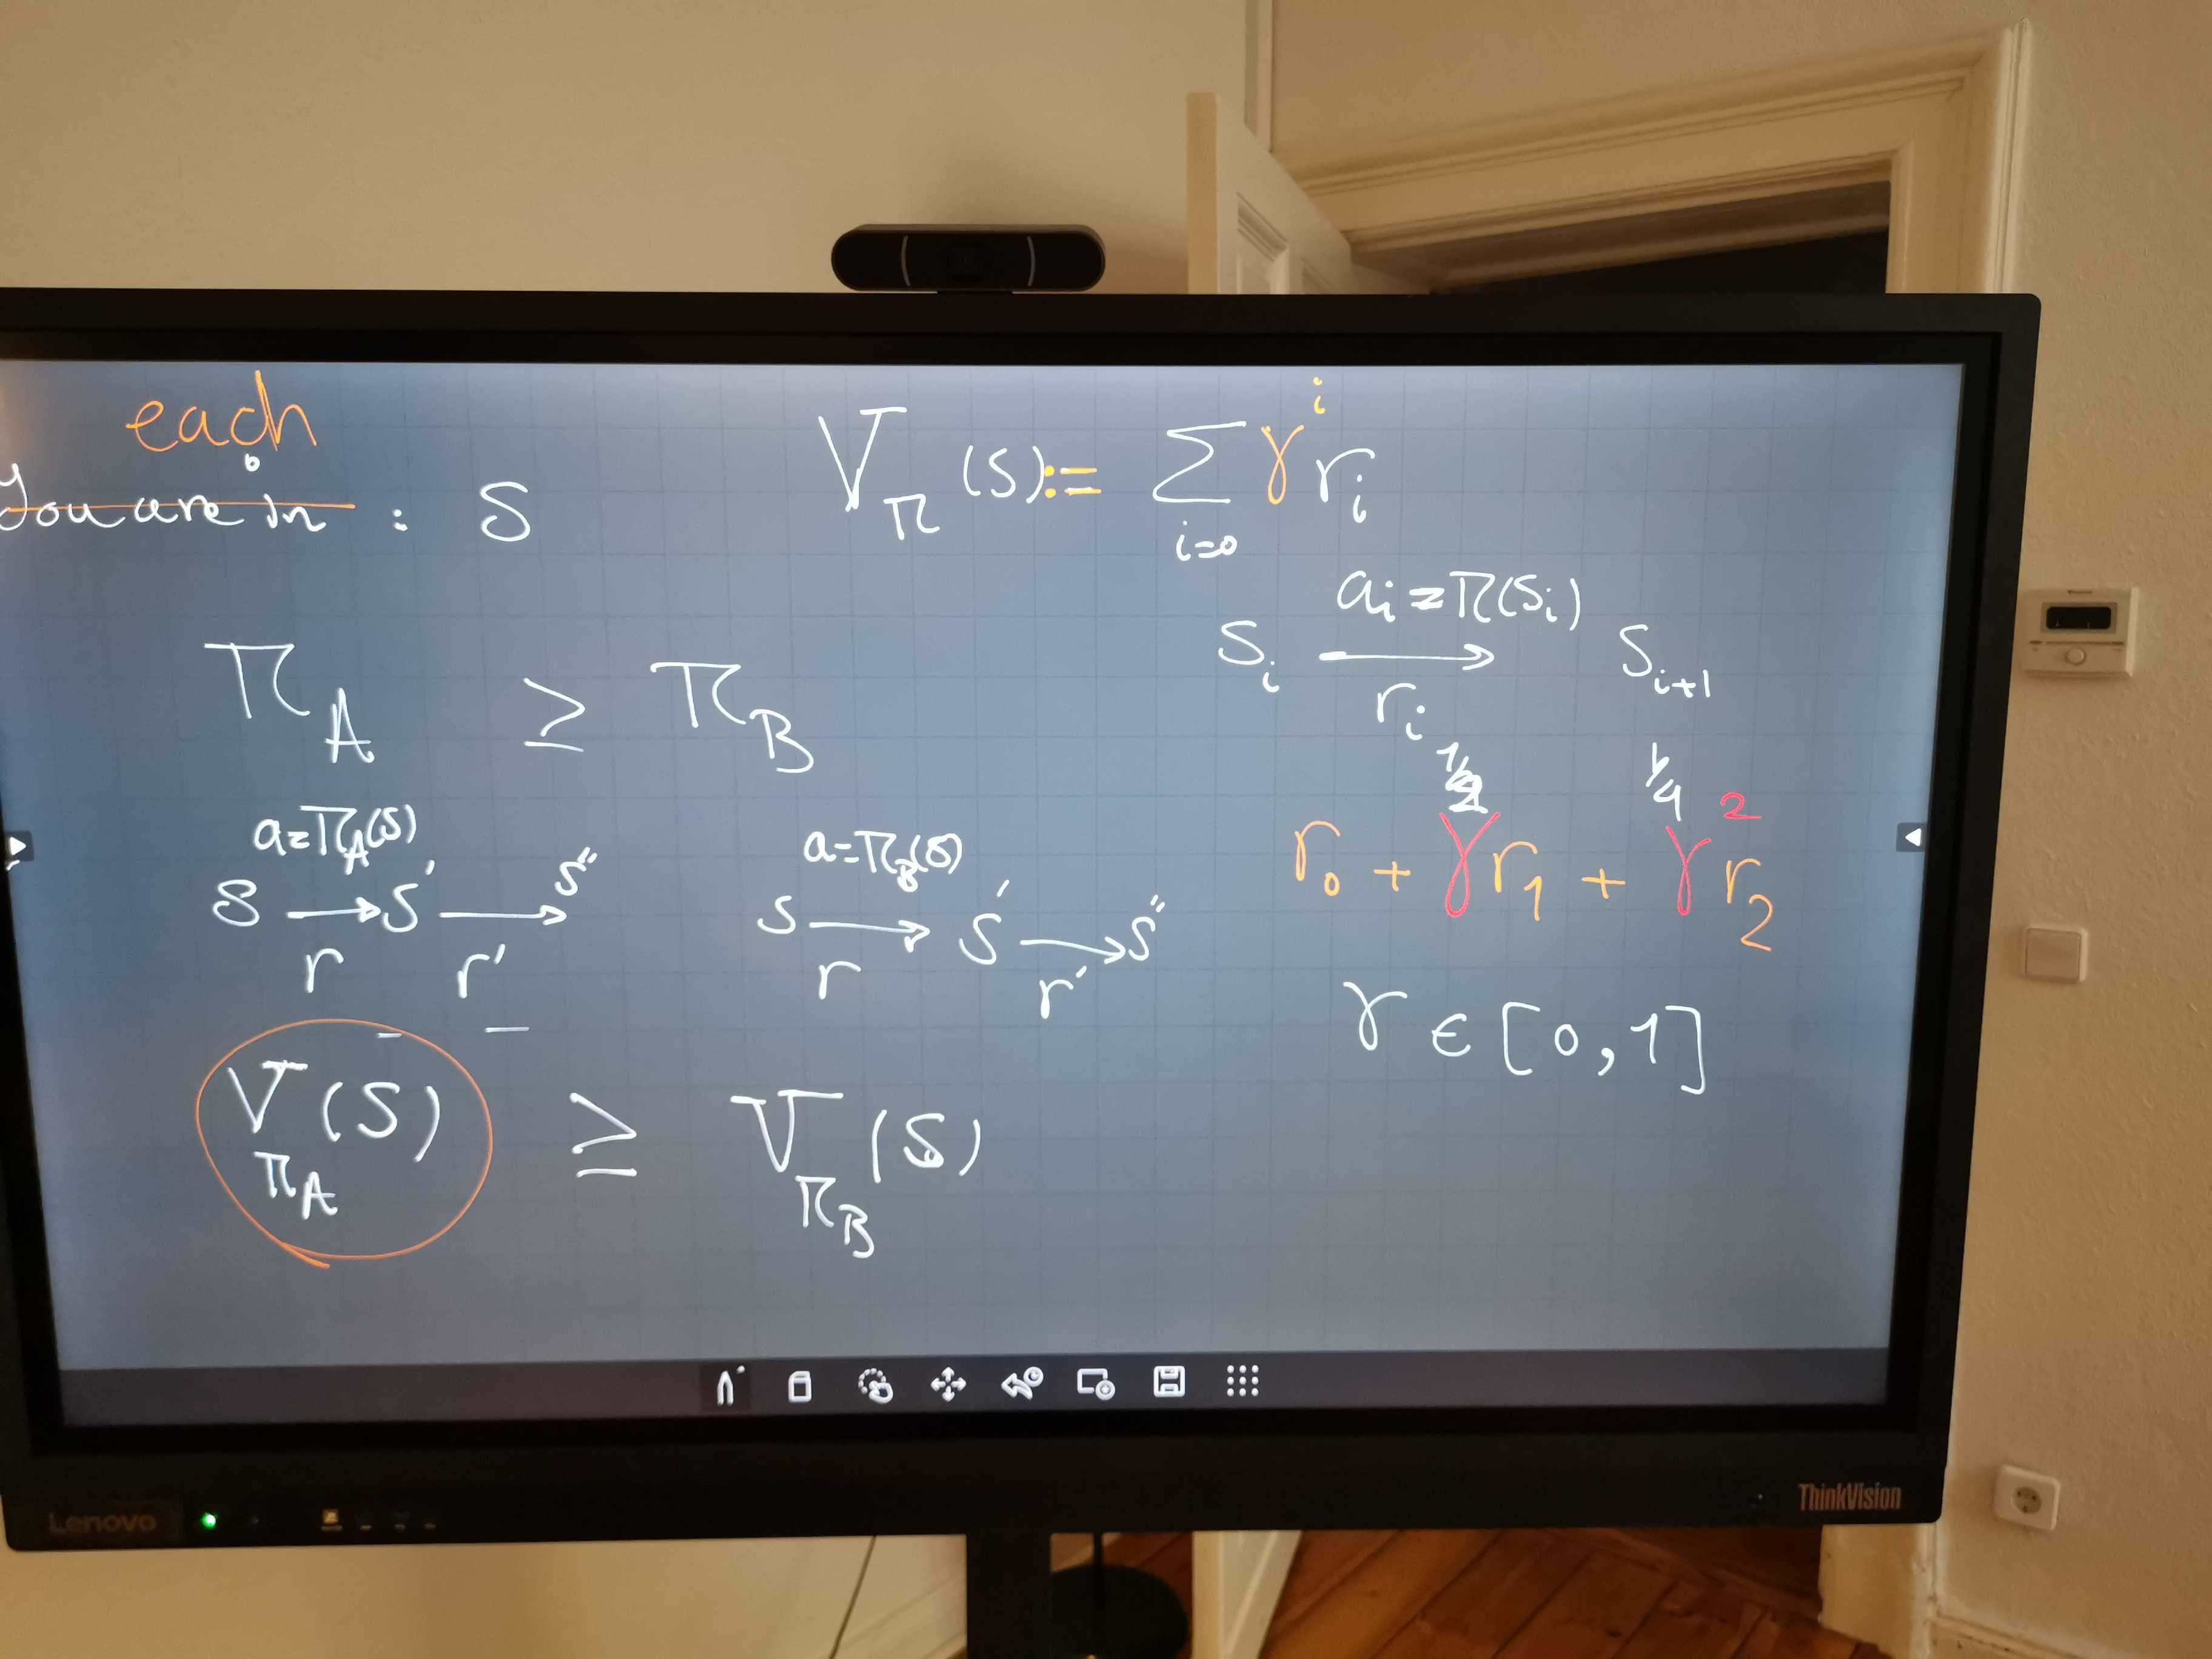 each
You are in : S
V_π (S) := Σ_{i=0} γ^i r_i
a_i = π(s_i)
S_i → S_{i+1}
r_i
π_A ≥ π_B
1/2 1/4
r_0 + γ r_1 + γ^2 r_2
a = π_A(S)
S → S' → S''
r r'
a = π_B(S)
S → S' → S''
r r'
γ ∈ [0,1]
V_{π_A}(S) ≥ V_{π_B}(S)
Lenovo
ThinkVision